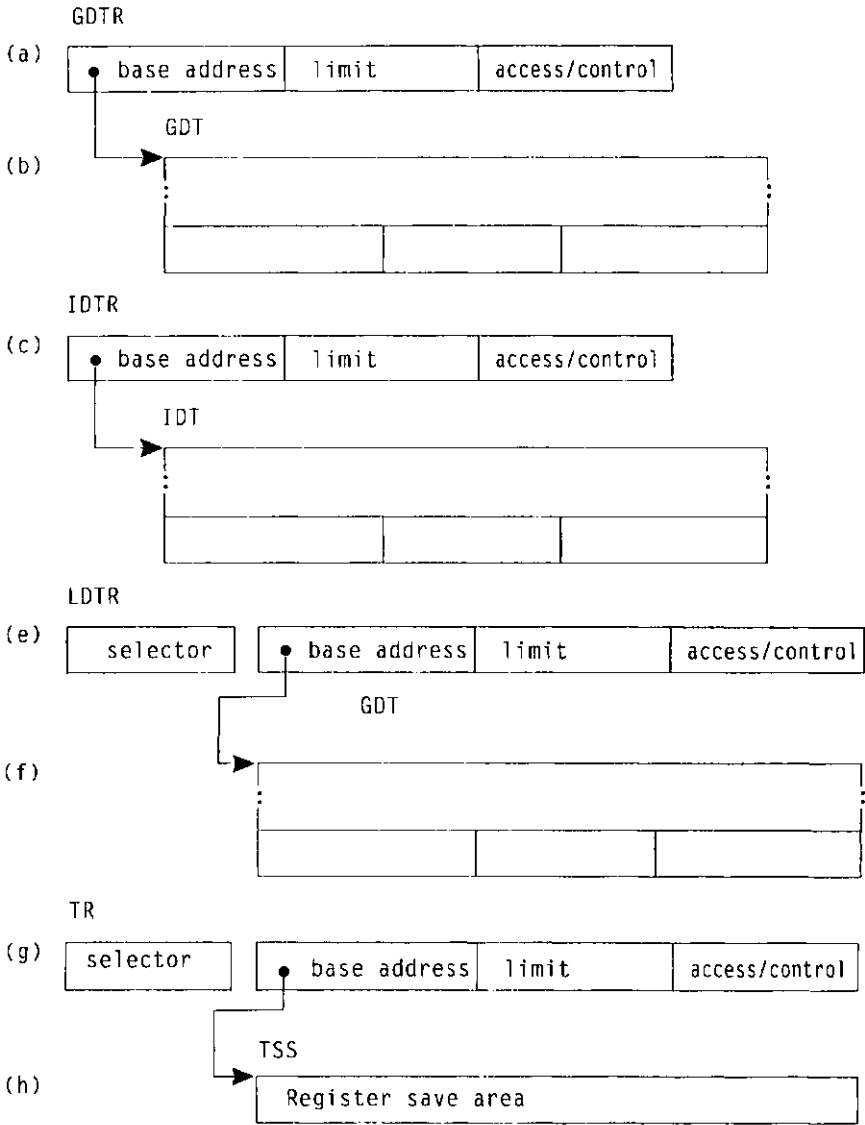 GDTR
(a) base address limit access/control
GDT
(b)
IDTR
(c) base address limit access/control
IDT
LDTR
(e) selector base address limit access/control
GDT
(f)
TR
(g) selector base address limit access/control
TSS
(h) Register save area